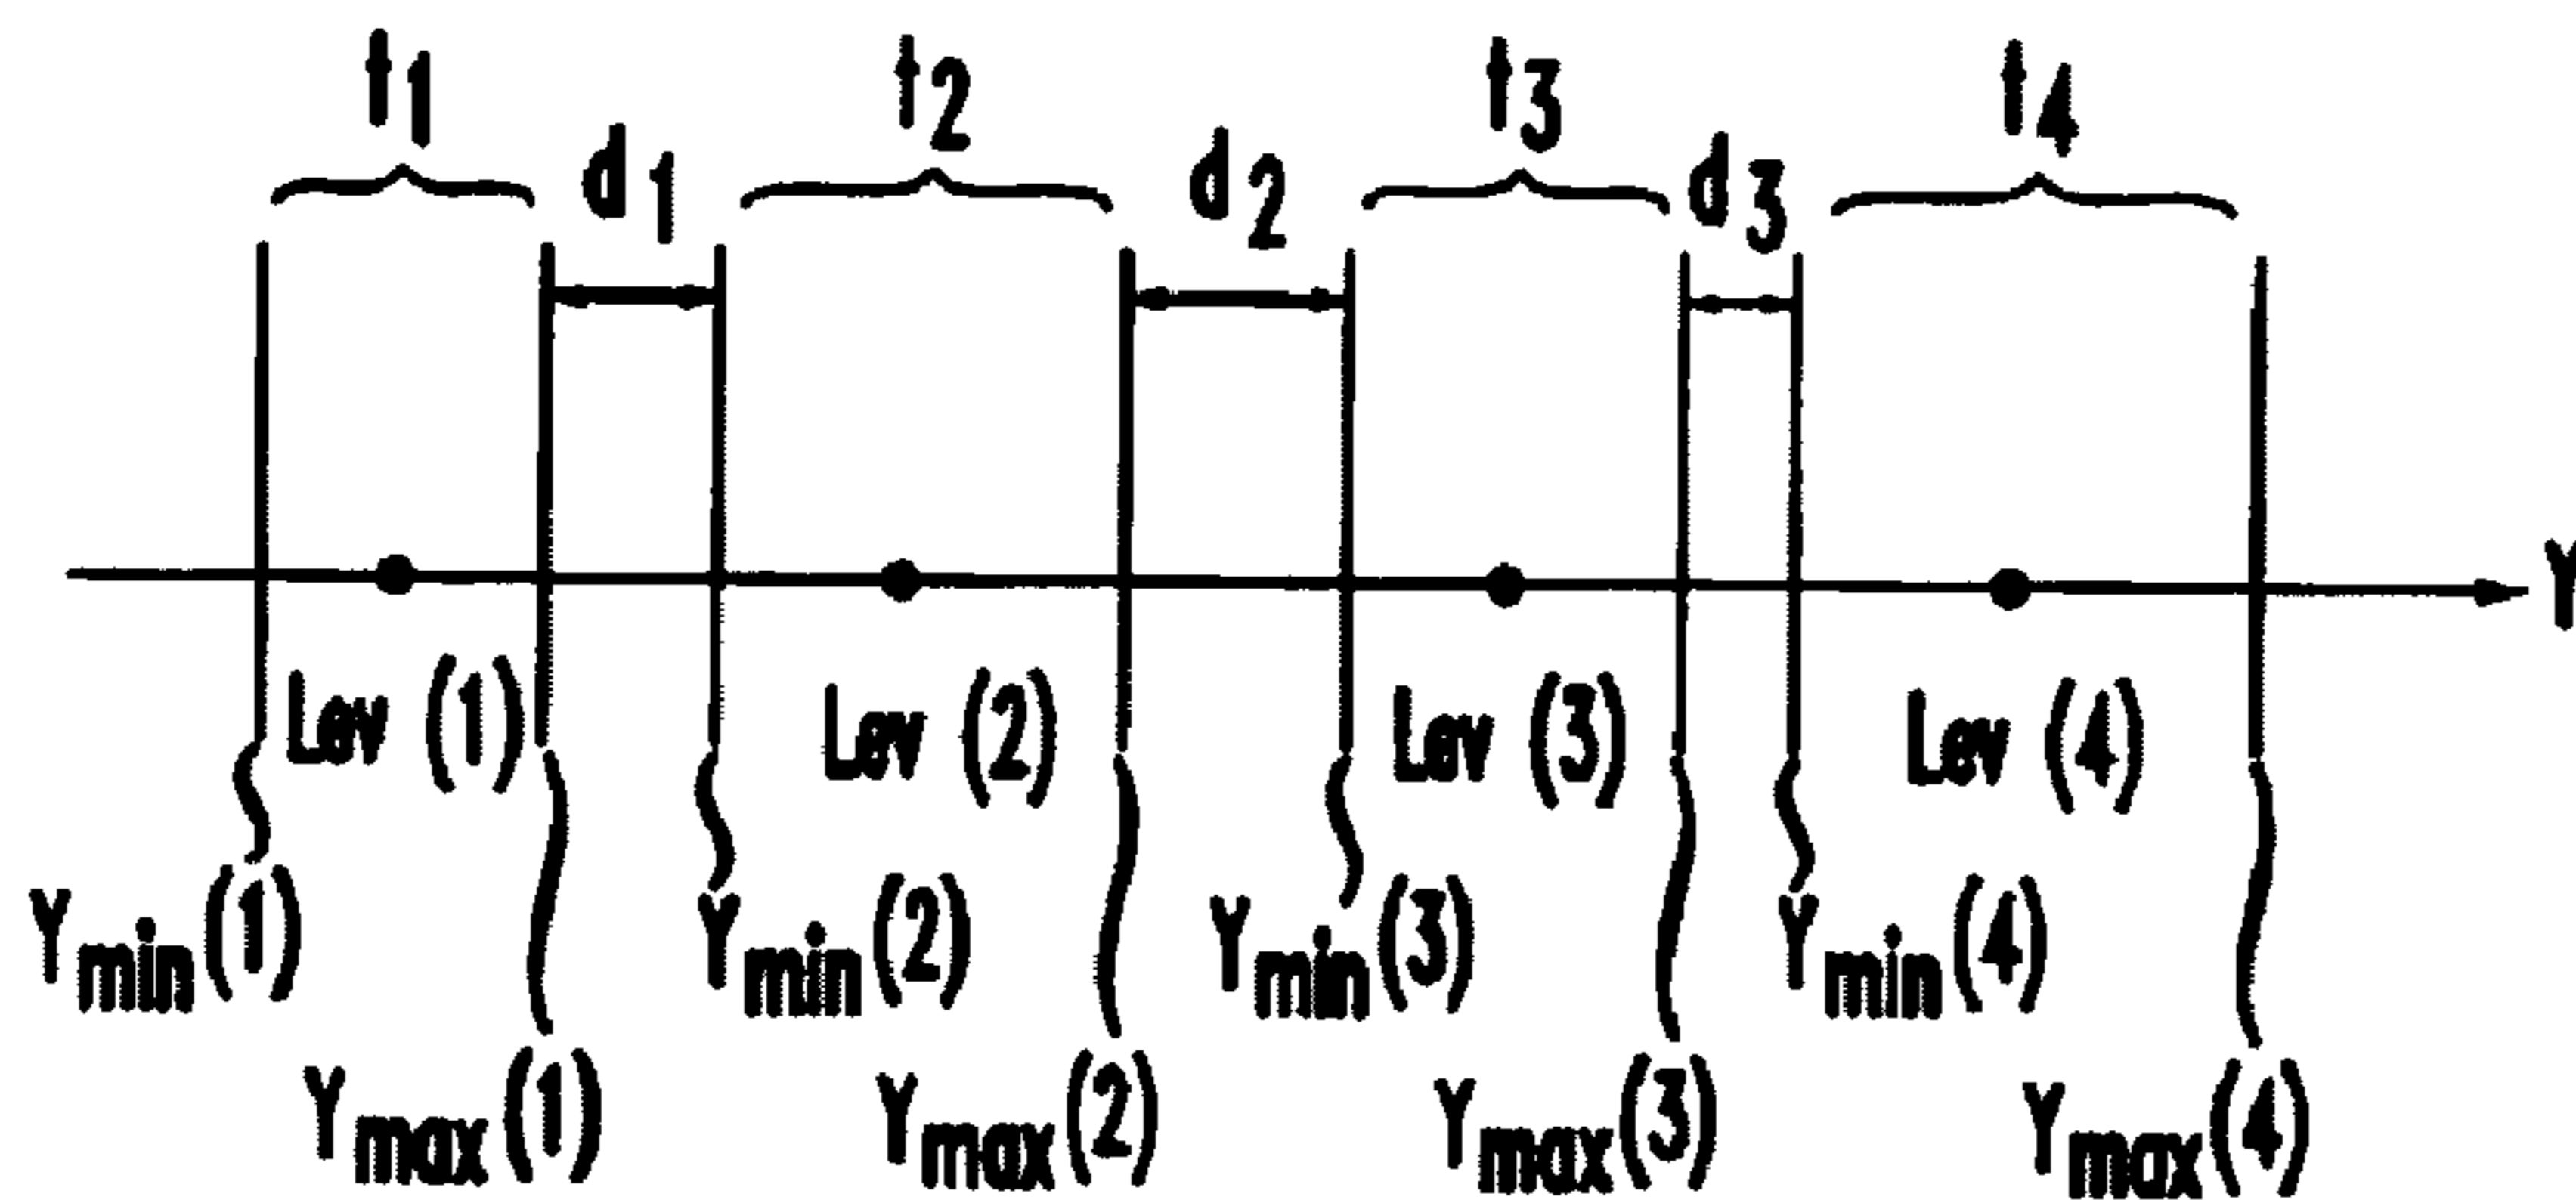 t1 t2 t3 t4
d1 d2 d3
Y
Lev (1) Lev (2) Lev (3) Lev (4)
Ymin(1) Ymin(2) Ymin(3) Ymin(4)
Ymax(1) Ymax(2) Ymax(3) Ymax(4)